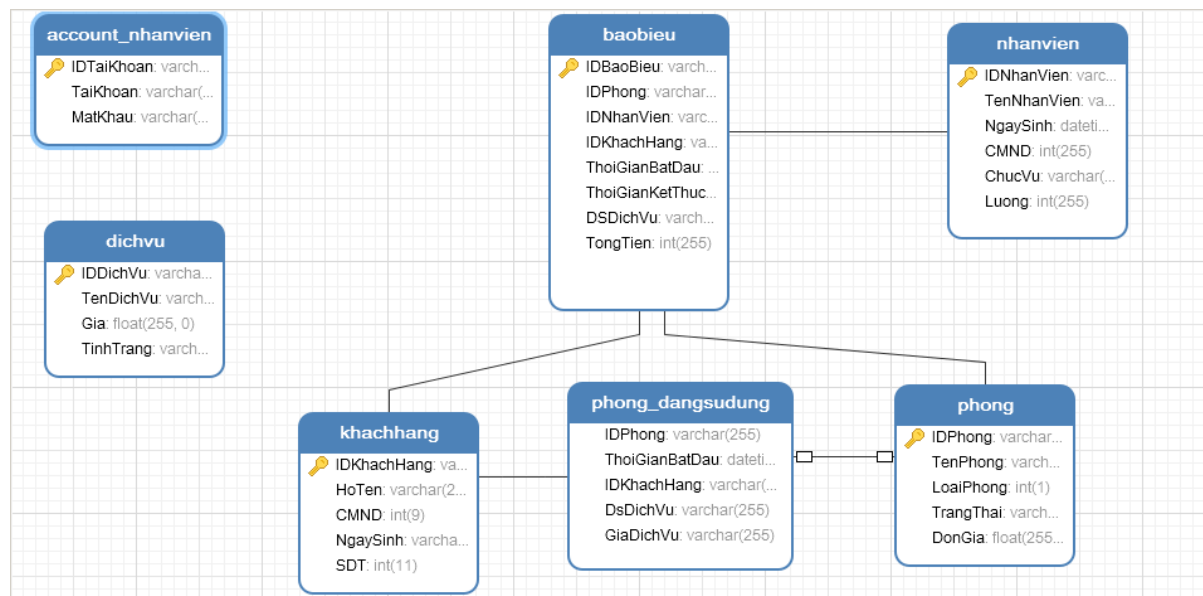 account_nhanvien
IDTaiKhoan: varch...
TaiKhoan: varchar(...
MatKhau: varchar(...
baobieu
IDBaoBieu: varch...
IDPhong: varchar...
IDNhanVien: varc...
IDKhachHang: va...
ThoiGianBatDau: ...
ThoiGianKetThuc...
DSDichVu: varch...
TongTien: int(255)
nhanvien
IDNhanVien: varc...
TenNhanVien: va...
NgaySinh: dateti...
CMND: int(255)
ChucVu: varchar(...
Luong: int(255)
dichvu
IDDichVu: varcha...
TenDichVu: varch...
Gia: float(255, 0)
TinhTrang: varch...
khachhang
IDKhachHang: va...
HoTen: varchar(2...
CMND: int(9)
NgaySinh: varcha...
SDT: int(11)
phong_dangsudung
IDPhong: varchar(255)
ThoiGianBatDau: dateti...
IDKhachHang: varchar(...
DsDichVu: varchar(255)
GiaDichVu: varchar(255)
phong
IDPhong: varchar...
TenPhong: varch...
LoaiPhong: int(1)
TrangThai: varch...
DonGia: float(255...